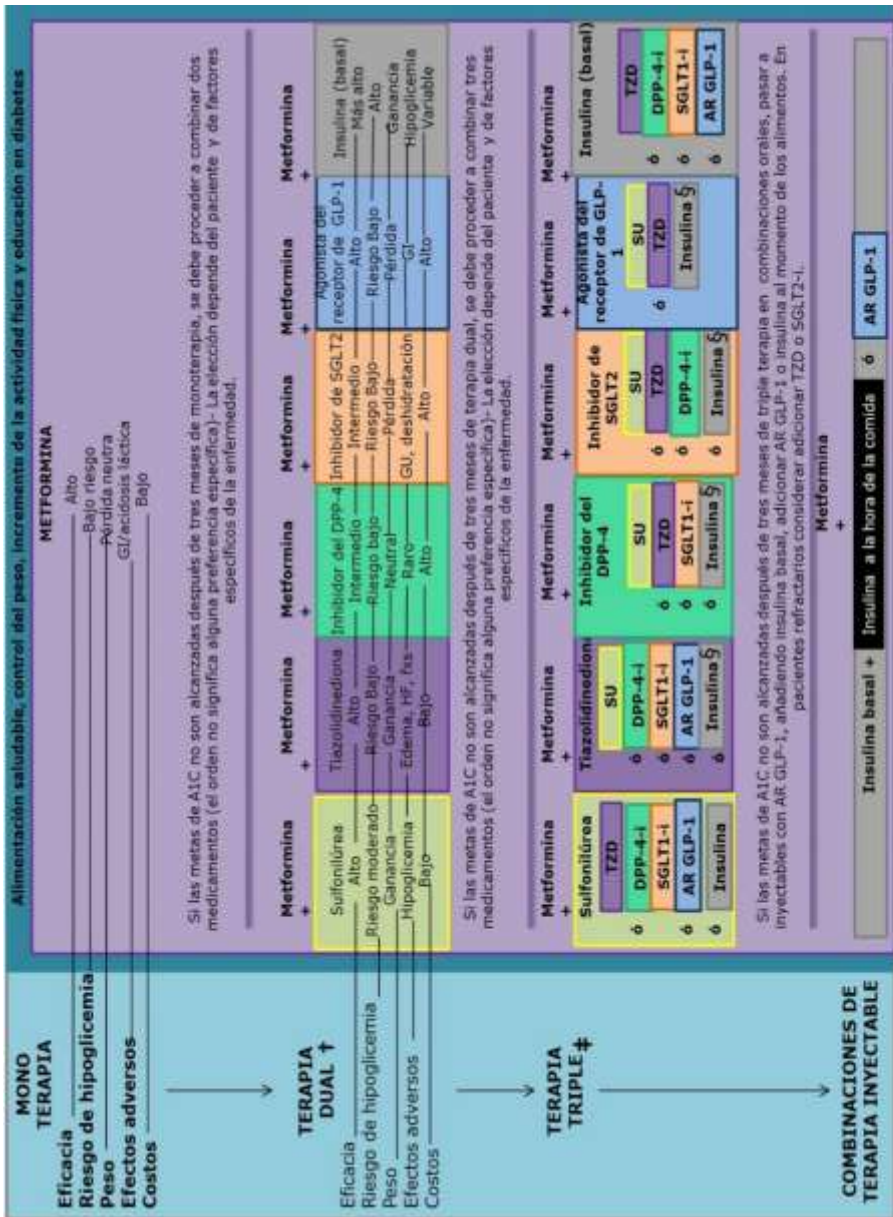 Alimentación saludable, control del peso, incremento de la actividad física y educación en diabetes
MONO
TERAPIA
METFORMINA
Eficacia Alto
Riesgo de hipoglicemia Bajo riesgo
Peso Pérdida neutra
Efectos adversos GI/acidosis láctica
Costos Bajo
Si las metas de A1C no son alcanzadas después de tres meses de monoterapia, se debe proceder a combinar dos
medicamentos (el orden no significa alguna preferencia específica)- La elección depende del paciente y de factores
específicos de la enfermedad.
TERAPIA
DUAL †
Metformina Metformina Metformina Metformina Metformina Metformina
+ + + + + +
Sulfonilúrea Tiazolidinediona Inhibidor del DPP-4 Inhibidor de SGLT2 Agonista del receptor de GLP-1 Insulina (basal)
Eficacia Alto Alto Intermedio Intermedio Alto Más alto
Riesgo de hipoglicemia Riesgo moderado Riesgo Bajo Riesgo bajo Riesgo Bajo Riesgo Bajo Alto
Peso Ganancia Ganancia Neutral Pérdida Pérdida Ganancia
Efectos adversos Hipoglicemia Edema, HF, fxs Raro GU, deshidratación GI Hipoglicemia
Costos Bajo Bajo Alto Alto Alto Variable
Si las metas de A1C no son alcanzadas después de tres meses de terapia dual, se debe proceder a combinar tres
medicamentos (el orden no significa alguna preferencia específica)- La elección depende del paciente y de factores
específicos de la enfermedad.
TERAPIA
TRIPLE ‡
Metformina
+
Sulfonilúrea
TZD
ó DPP-4-i
ó SGLT1-i
ó AR GLP-1
ó Insulina
Metformina
+
Tiazolidinediona
SU
ó DPP-4-i
ó SGLT1-i
ó AR GLP-1
ó Insulina §
Metformina
+
Inhibidor del
DPP-4
SU
ó TZD
ó SGLT1-i
ó Insulina §
Metformina
+
Inhibidor de
SGLT2
SU
ó TZD
ó DPP-4-i
ó Insulina §
Metformina
+
Agonista del
receptor de GLP-
1
SU
ó TZD
ó Insulina §
Metformina
+
Insulina (basal)
TZD
ó DPP-4-i
ó SGLT1-i
ó AR GLP-1
Si las metas de A1C no son alcanzadas después de tres meses de triple terapia en combinaciones orales, pasar a
inyectables con AR GLP-1, añadiendo insulina basal, adicionar AR GLP-1 o insulina al momento de los alimentos. En
pacientes refractarios considerar adicionar TZD o SGLT2-i.
COMBINACIONES DE
TERAPIA INYECTABLE
Metformina
+
Insulina basal + Insulina a la hora de la comida ó AR GLP-1